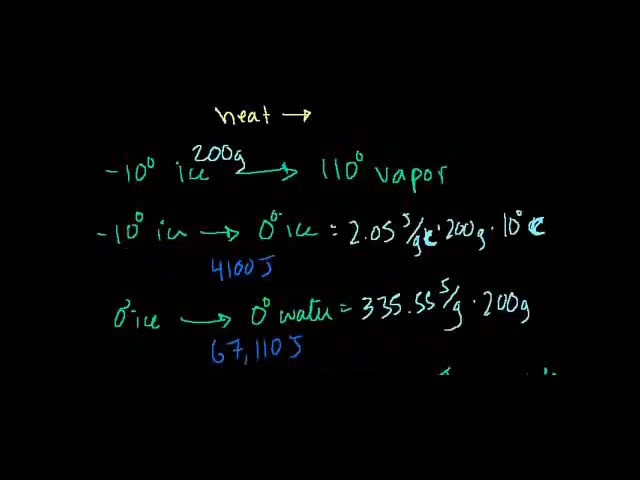 heat →
-10° ice 200g → 110° vapor
-10° ice → 0° ice = 2.05 J/gC · 200g · 10° C
4100 J
0° ice → 0° water = 335.55 J/g · 200g
67,110 J